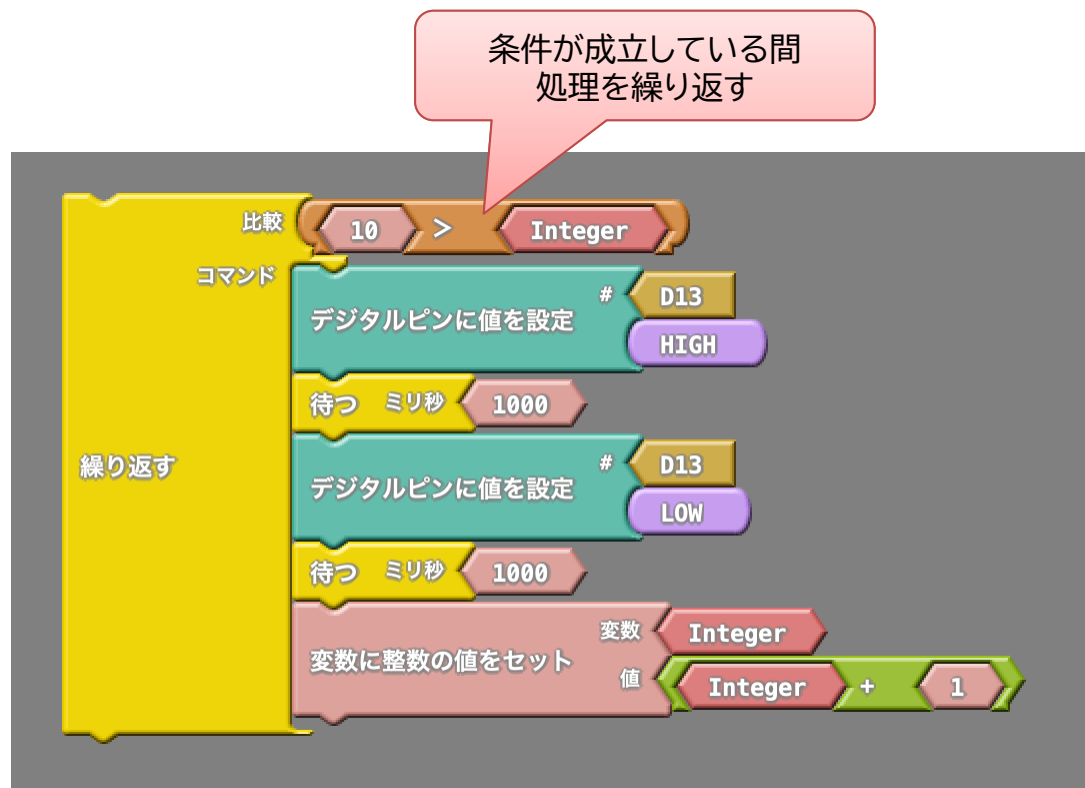 条件が成立している間
処理を繰り返す
比較 10 > Integer
コマンド
デジタルピンに値を設定 # D13
HIGH
待つ ミリ秒 1000
繰り返す
デジタルピンに値を設定 # D13
LOW
待つ ミリ秒 1000
変数に整数の値をセット 変数 Integer
値 Integer + 1